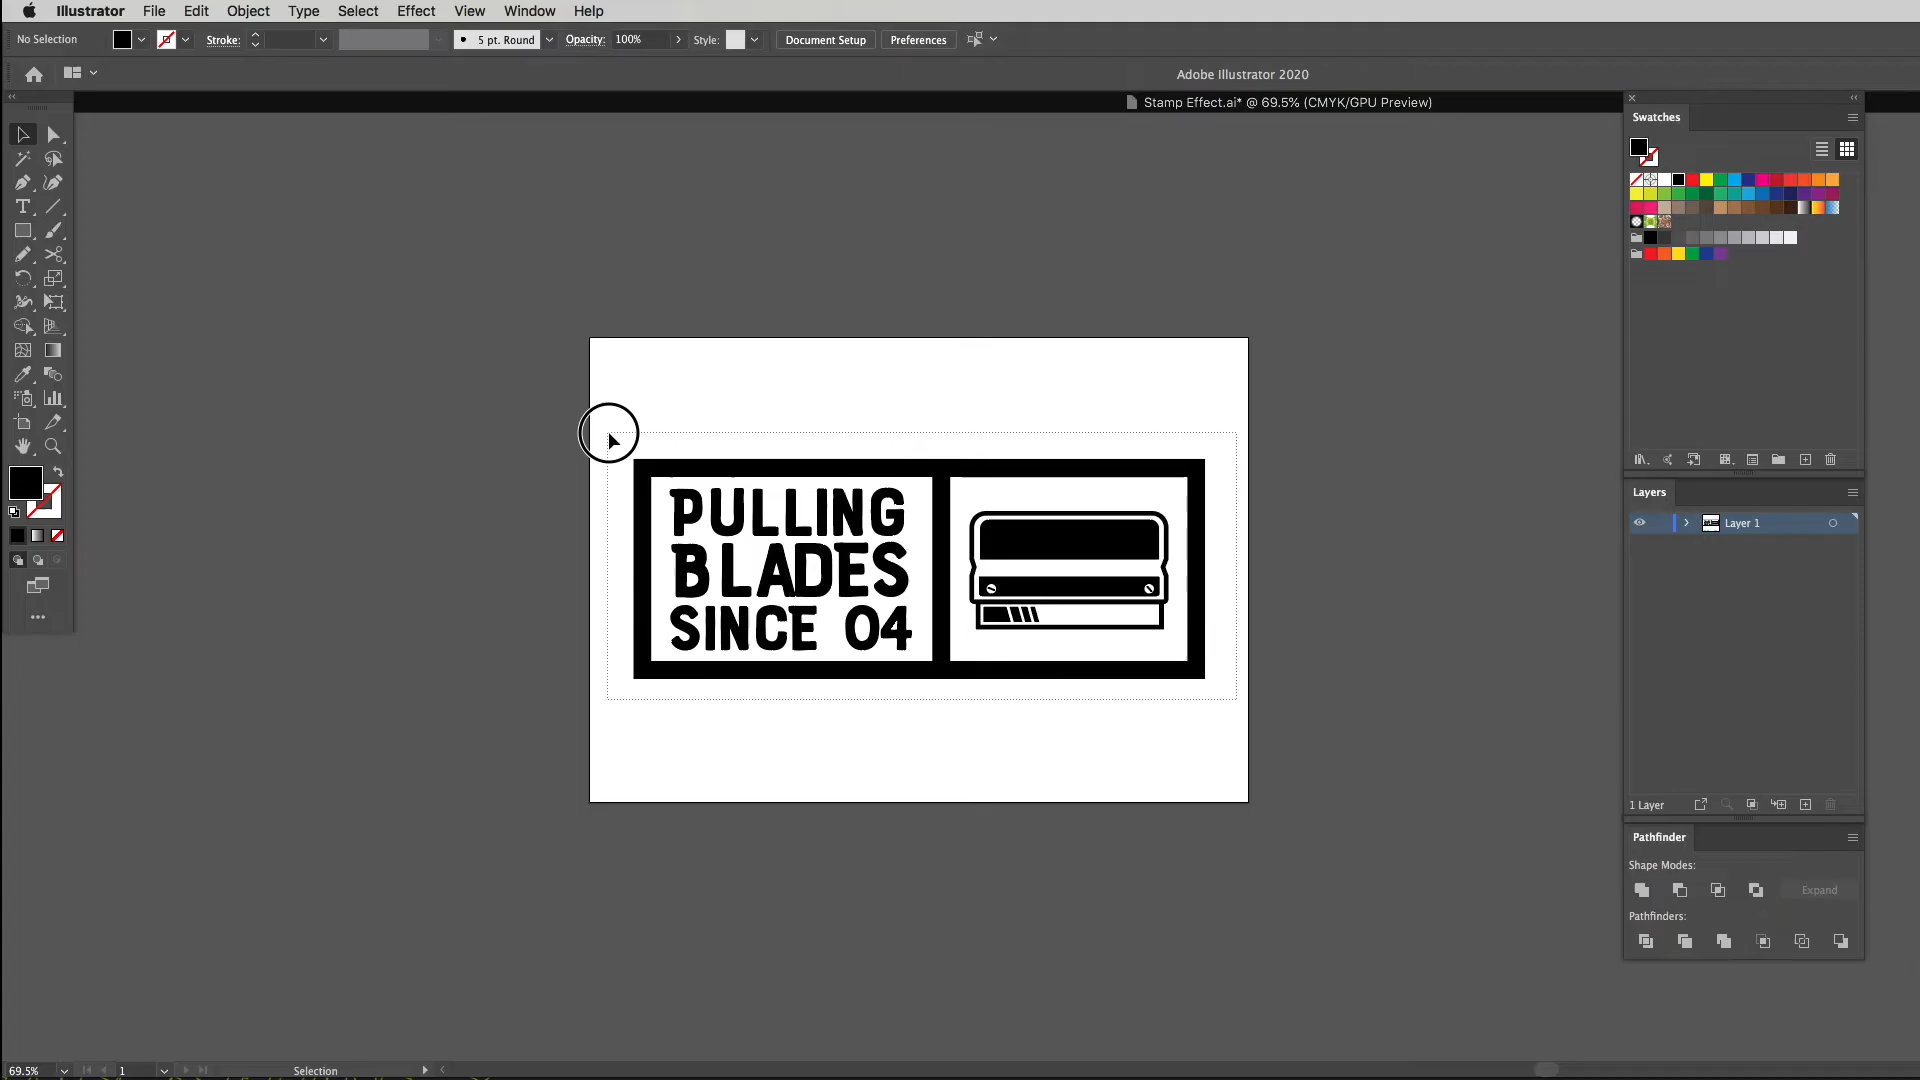 Illustrator File Edit Object Type Select Effect View Window Help
No Selection Stroke: 5 pt. Round Opacity: 100% Style: Document Setup Preferences
Adobe Illustrator 2020
Stamp Effect.ai* @ 69.5% (CMYK/GPU Preview)
Swatches
PULLING
BLADES
SINCE 04
Layers
Layer 1
1 Layer
Pathfinder
Shape Modes:
Expand
Pathfinders:
69.5% 1 Selection